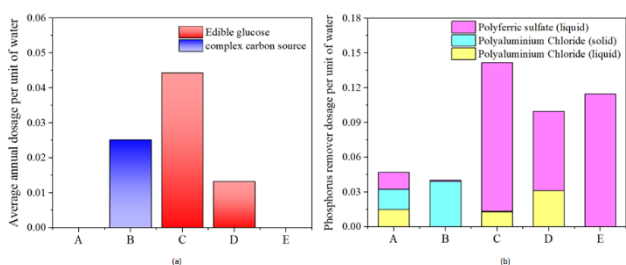 (a)
Edible glucose
complex carbon source
Average annual dosage per unit of water
0.06
0.05
0.04
0.03
0.02
0.01
0.00
A B C D E
(a)
(b)
Polyferric sulfate (liquid)
Polyaluminium Chloride (solid)
Polyaluminium Chloride (liquid)
Phosphorus remover dosage per unit of water
0.18
0.15
0.12
0.09
0.06
0.03
0.00
A B C D E
(b)